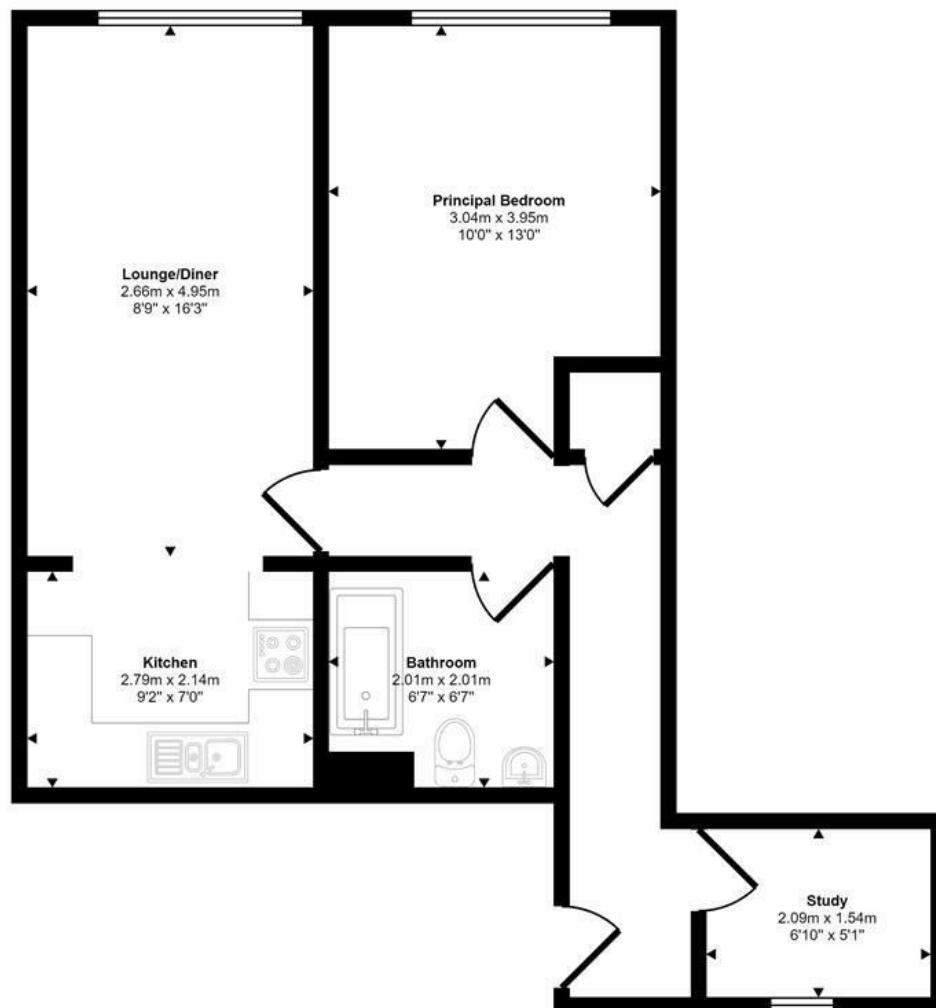 Principal Bedroom
3.04m x 3.95m
10'0" x 13'0"
Lounge/Diner
2.66m x 4.95m
8'9" x 16'3"
Kitchen
2.79m x 2.14m
9'2" x 7'0"
Bathroom
2.01m x 2.01m
6'7" x 6'7"
Study
2.09m x 1.54m
6'10" x 5'1"